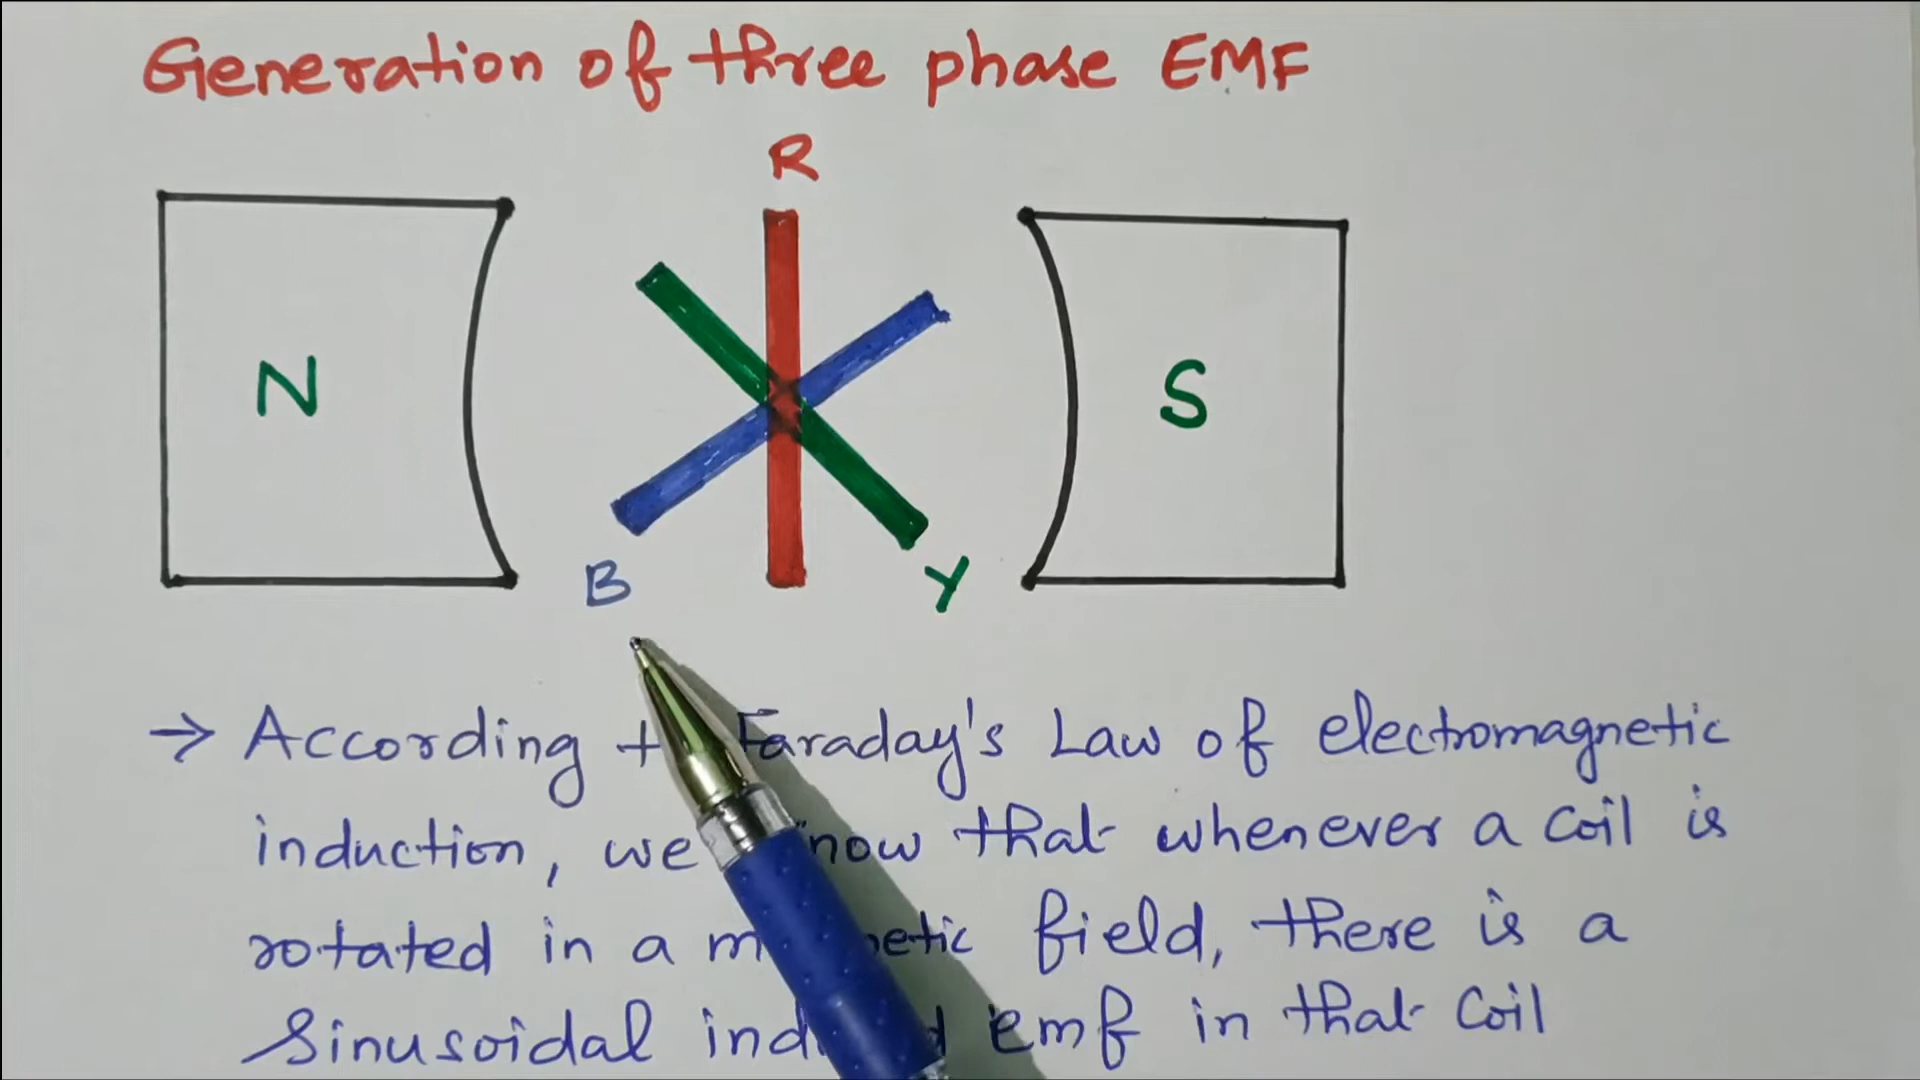 Generation of three phase EMF
R
N
S
B
Y
→ According Faraday's Law of electromagnetic
induction, we that whenever a coil is
rotated in a field, there is a
Sinusoidal emf in that coil